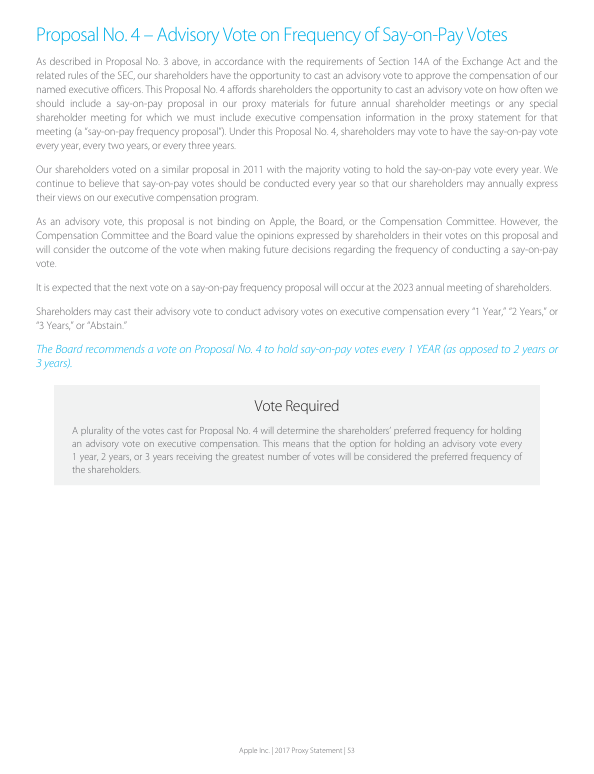 Proposal No. 4 – Advisory Vote on Frequency of Say-on-Pay Votes
As described in Proposal No. 3 above, in accordance with the requirements of Section 14A of the Exchange Act and the
related rules of the SEC, our shareholders have the opportunity to cast an advisory vote to approve the compensation of our
named executive officers. This Proposal No. 4 affords shareholders the opportunity to cast an advisory vote on how often we
should include a say-on-pay proposal in our proxy materials for future annual shareholder meetings or any special
shareholder meeting for which we must include executive compensation information in the proxy statement for that
meeting (a “say-on-pay frequency proposal”). Under this Proposal No. 4, shareholders may vote to have the say-on-pay vote
every year, every two years, or every three years.
Our shareholders voted on a similar proposal in 2011 with the majority voting to hold the say-on-pay vote every year. We
continue to believe that say-on-pay votes should be conducted every year so that our shareholders may annually express
their views on our executive compensation program.
As an advisory vote, this proposal is not binding on Apple, the Board, or the Compensation Committee. However, the
Compensation Committee and the Board value the opinions expressed by shareholders in their votes on this proposal and
will consider the outcome of the vote when making future decisions regarding the frequency of conducting a say-on-pay
vote.
It is expected that the next vote on a say-on-pay frequency proposal will occur at the 2023 annual meeting of shareholders.
Shareholders may cast their advisory vote to conduct advisory votes on executive compensation every “1 Year,” “2 Years,” or
“3 Years,” or “Abstain.”
The Board recommends a vote on Proposal No. 4 to hold say-on-pay votes every 1 YEAR (as opposed to 2 years or
3 years).
Vote Required
A plurality of the votes cast for Proposal No. 4 will determine the shareholders’ preferred frequency for holding
an advisory vote on executive compensation. This means that the option for holding an advisory vote every
1 year, 2 years, or 3 years receiving the greatest number of votes will be considered the preferred frequency of
the shareholders.
Apple Inc. | 2017 Proxy Statement | 53